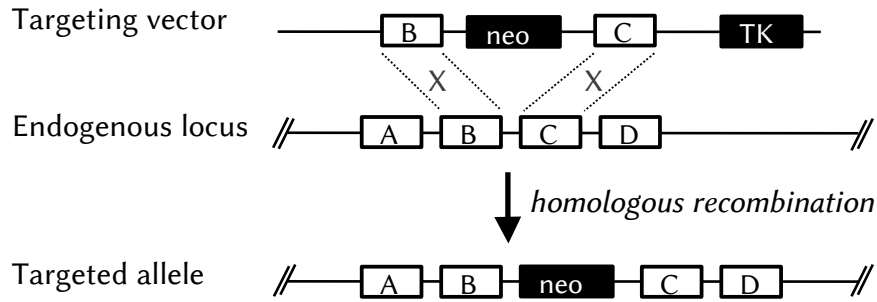 Targeting vector B neo C TK
X X
Endogenous locus A B C D
homologous recombination
Targeted allele A B neo C D